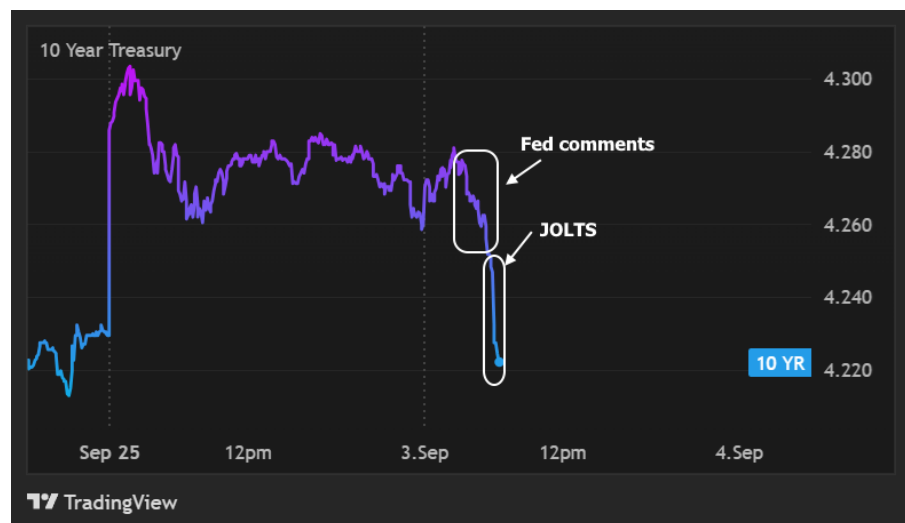 10 Year Treasury
4.300
Fed comments
4.280
JOLTS
4.260
4.240
10 YR
4.220
Sep 25
12pm
3.Sep
12pm
4.Sep
TradingView